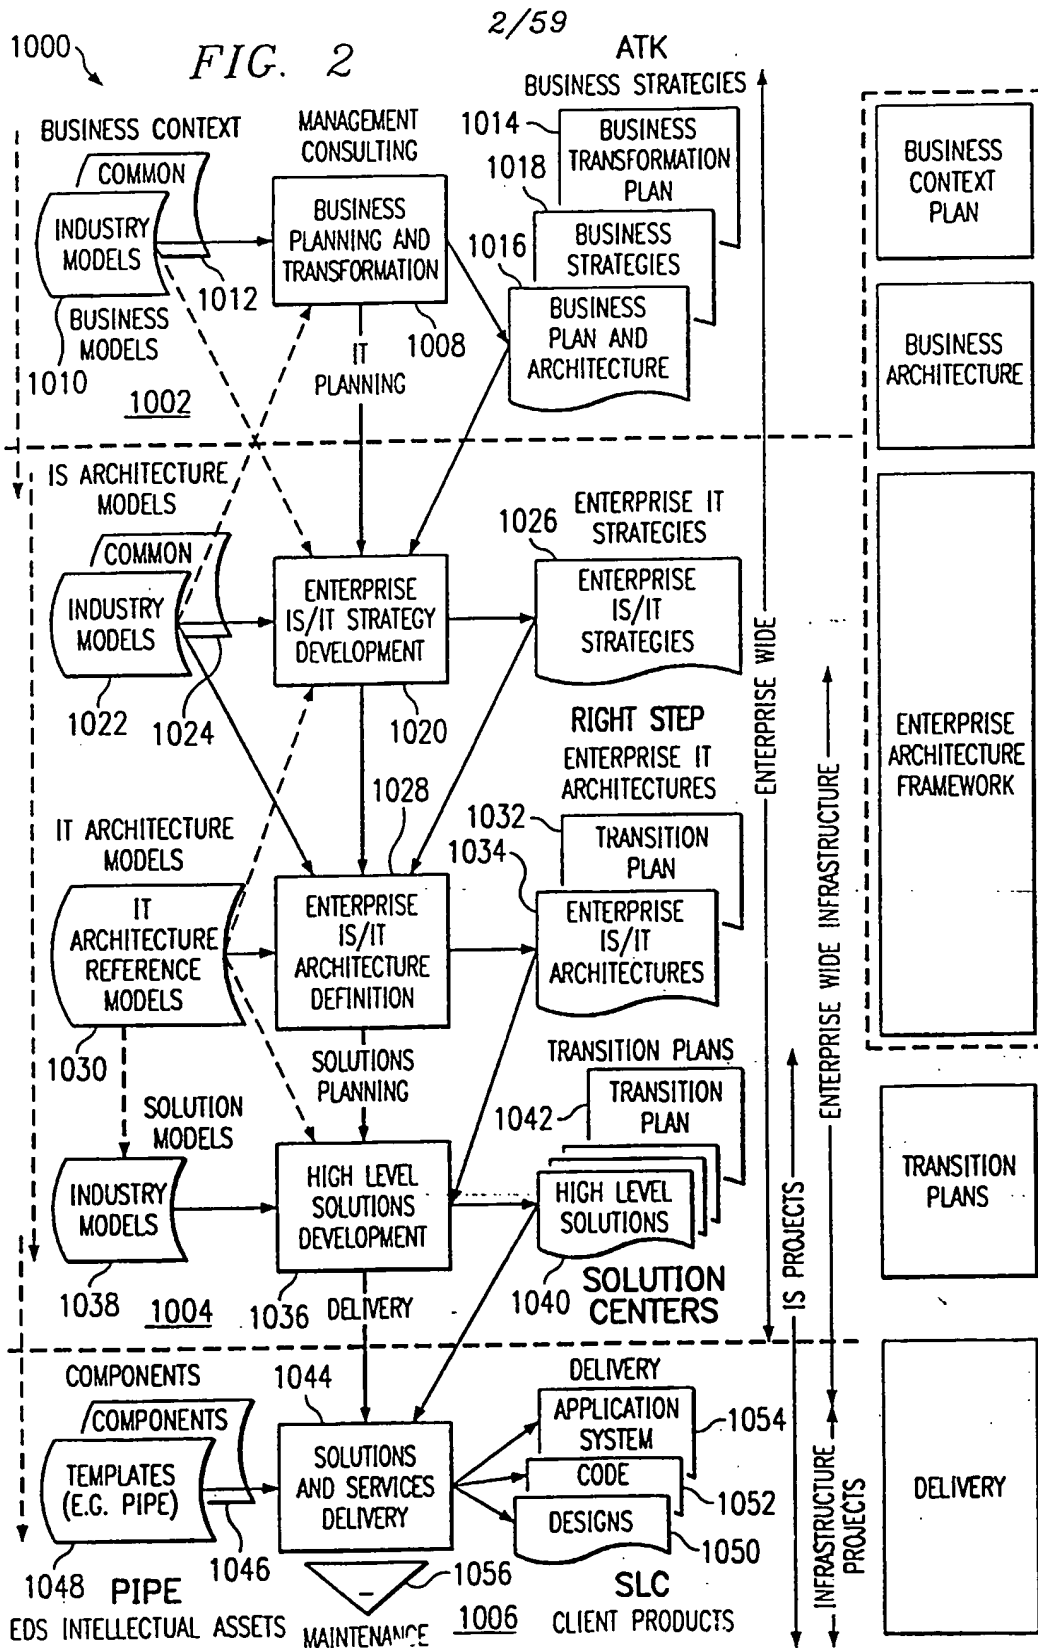 2/59
1000
FIG. 2
ATK
BUSINESS STRATEGIES
BUSINESS CONTEXT
MANAGEMENT
CONSULTING
1014
BUSINESS
TRANSFORMATION
PLAN
COMMON
INDUSTRY
MODELS
1012
BUSINESS
MODELS
1010
BUSINESS
PLANNING AND
TRANSFORMATION
1008
1018
BUSINESS
STRATEGIES
1016
BUSINESS
PLAN AND
ARCHITECTURE
IT
PLANNING
1002
BUSINESS
CONTEXT
PLAN
BUSINESS
ARCHITECTURE
IS ARCHITECTURE
MODELS
COMMON
INDUSTRY
MODELS
1022
1024
ENTERPRISE
IS/IT STRATEGY
DEVELOPMENT
1020
ENTERPRISE IT
STRATEGIES
1026
ENTERPRISE
IS/IT
STRATEGIES
ENTERPRISE WIDE
RIGHT STEP
ENTERPRISE IT
ARCHITECTURES
1028
1032
TRANSITION
PLAN
1034
ENTERPRISE
IS/IT
ARCHITECTURES
IT ARCHITECTURE
MODELS
IT
ARCHITECTURE
REFERENCE
MODELS
1030
ENTERPRISE
IS/IT
ARCHITECTURE
DEFINITION
ENTERPRISE WIDE INFRASTRUCTURE
ENTERPRISE
ARCHITECTURE
FRAMEWORK
SOLUTIONS
PLANNING
TRANSITION PLANS
TRANSITION
PLAN
1042
SOLUTION
MODELS
INDUSTRY
MODELS
1038
HIGH LEVEL
SOLUTIONS
DEVELOPMENT
1036
HIGH LEVEL
SOLUTIONS
1040
SOLUTION
CENTERS
1004
DELIVERY
IS PROJECTS
TRANSITION
PLANS
COMPONENTS
COMPONENTS
TEMPLATES
(E.G. PIPE)
1046
1048
1044
SOLUTIONS
AND SERVICES
DELIVERY
DELIVERY
APPLICATION
SYSTEM
1054
CODE
1052
DESIGNS
1050
INFRASTRUCTURE
PROJECTS
DELIVERY
PIPE
EDS INTELLECTUAL ASSETS
1056
MAINTENANCE
1006
SLC
CLIENT PRODUCTS